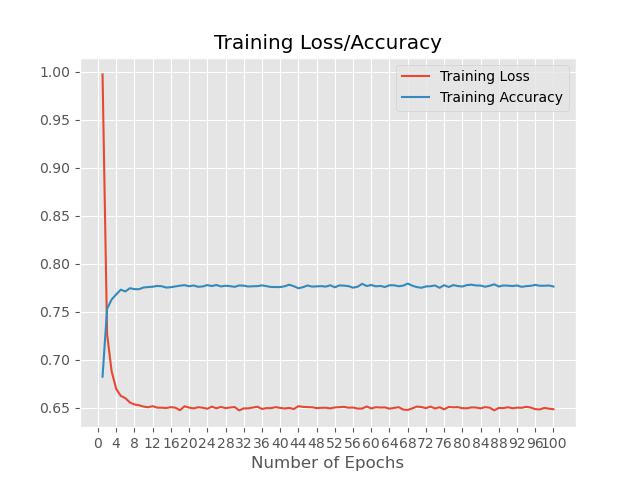 Training Loss/Accuracy
Training Loss
Training Accuracy
1.00
0.95
0.90
0.85
0.80
0.75
0.70
0.65
0 4 8 12 16 20 24 28 32 36 40 44 48 52 56 60 64 68 72 76 80 84 88 92 96 100
Number of Epochs